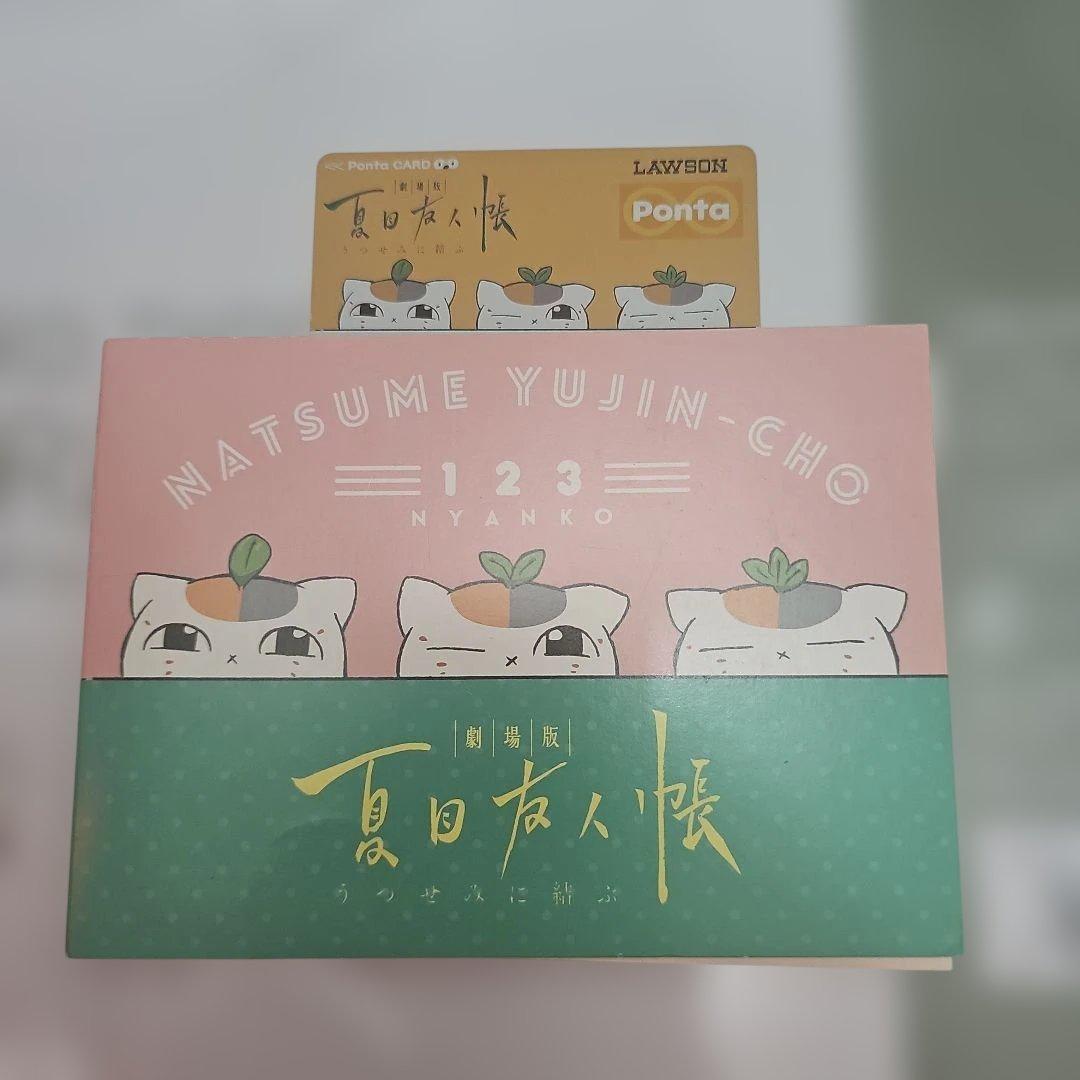 Ponta CARD
LAWSON
Ponta
劇場版
夏目友人帳
うつせみに結ぶ
NATSUME YUJIN-CHO
123
NYANKO
劇場版
夏目友人帳
うつせみに結ぶ